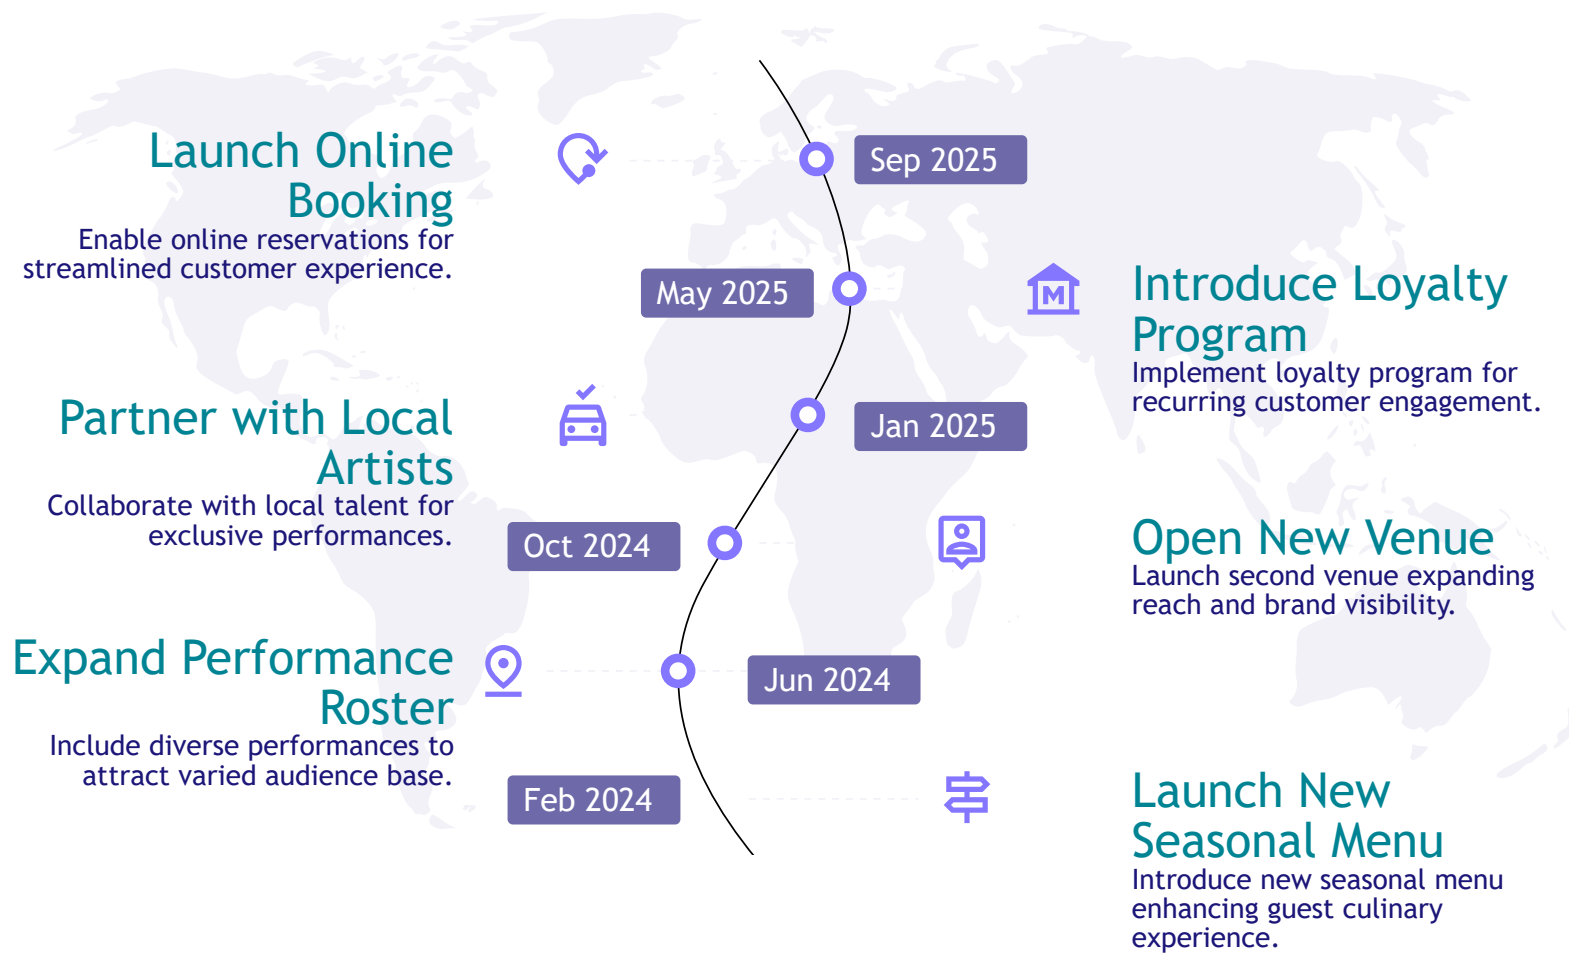 Launch Online
Booking
Enable online reservations for
streamlined customer experience.
Sep 2025
May 2025
Introduce Loyalty
Program
Implement loyalty program for
recurring customer engagement.
Partner with Local
Artists
Collaborate with local talent for
exclusive performances.
Jan 2025
Oct 2024
Open New Venue
Launch second venue expanding
reach and brand visibility.
Expand Performance
Roster
Include diverse performances to
attract varied audience base.
Jun 2024
Feb 2024
Launch New
Seasonal Menu
Introduce new seasonal menu
enhancing guest culinary
experience.